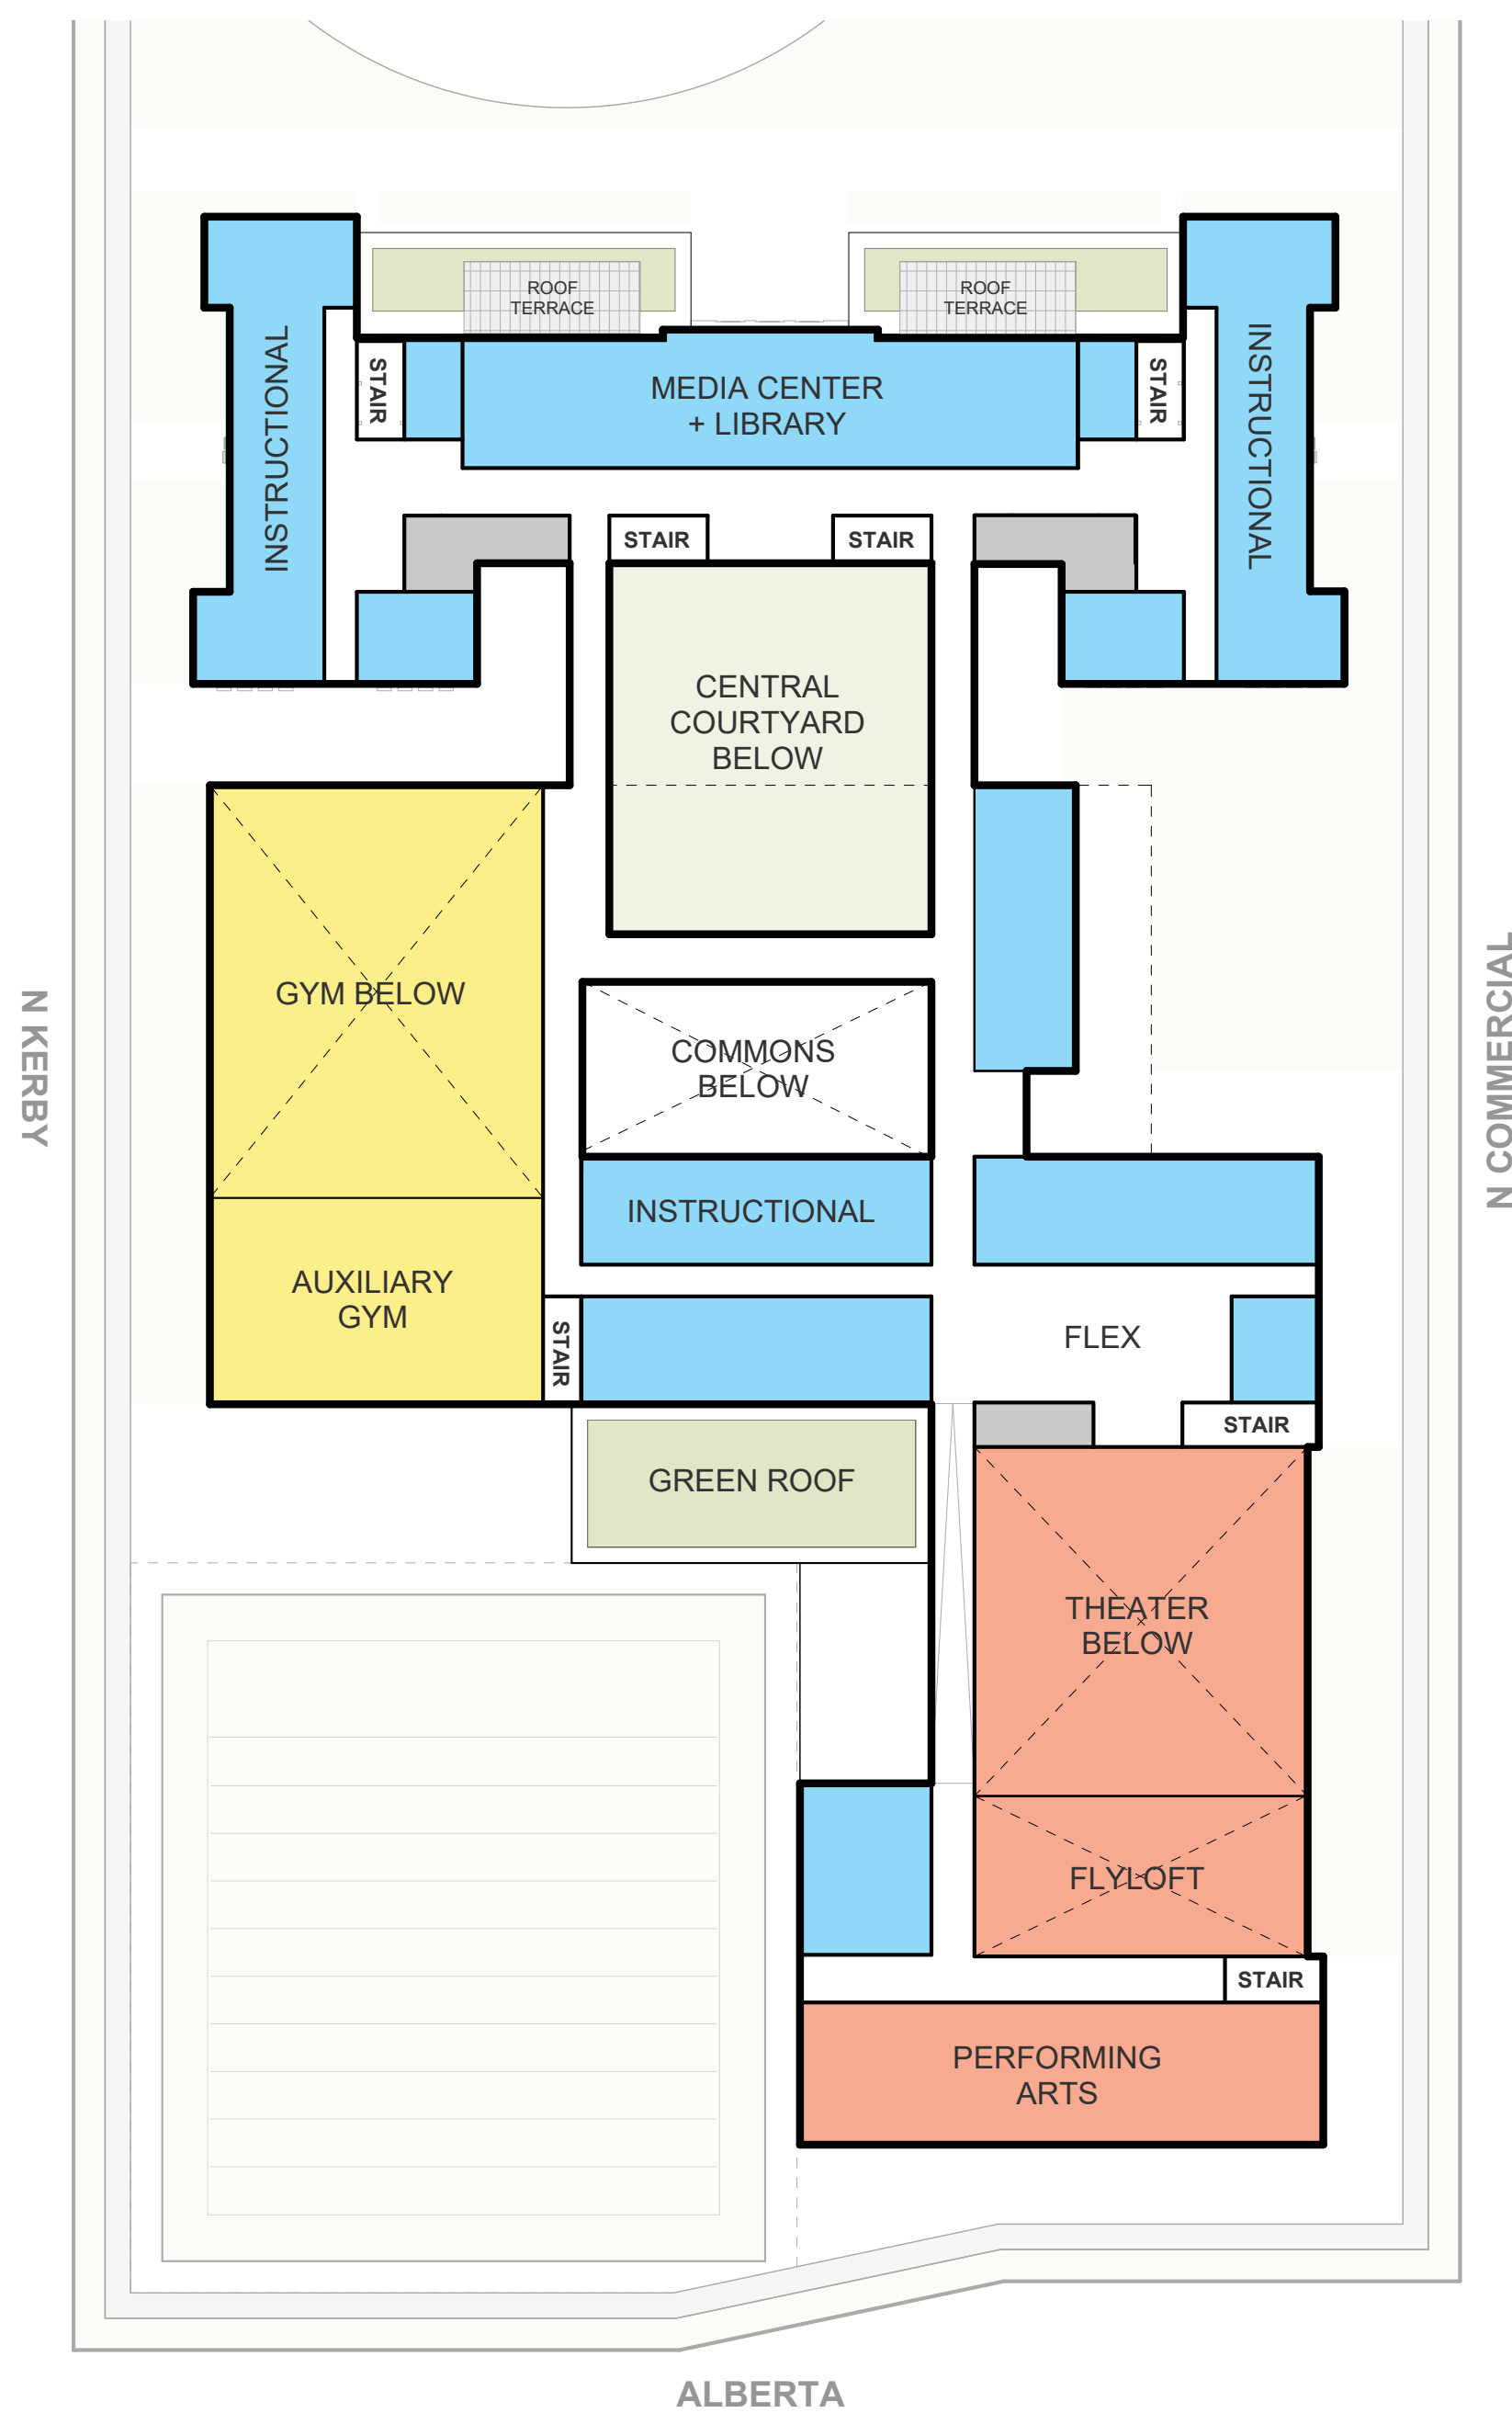 ROOF
TERRACE
ROOF
TERRACE
INSTRUCTIONAL
STAIR
MEDIA CENTER
+ LIBRARY
STAIR
INSTRUCTIONAL
STAIR
STAIR
CENTRAL
COURTYARD
BELOW
GYM BELOW
COMMONS
BELOW
N KERBY
N COMMERCIAL
INSTRUCTIONAL
AUXILIARY
GYM
STAIR
FLEX
STAIR
GREEN ROOF
THEATER
BELOW
FLYLOFT
STAIR
PERFORMING
ARTS
ALBERTA